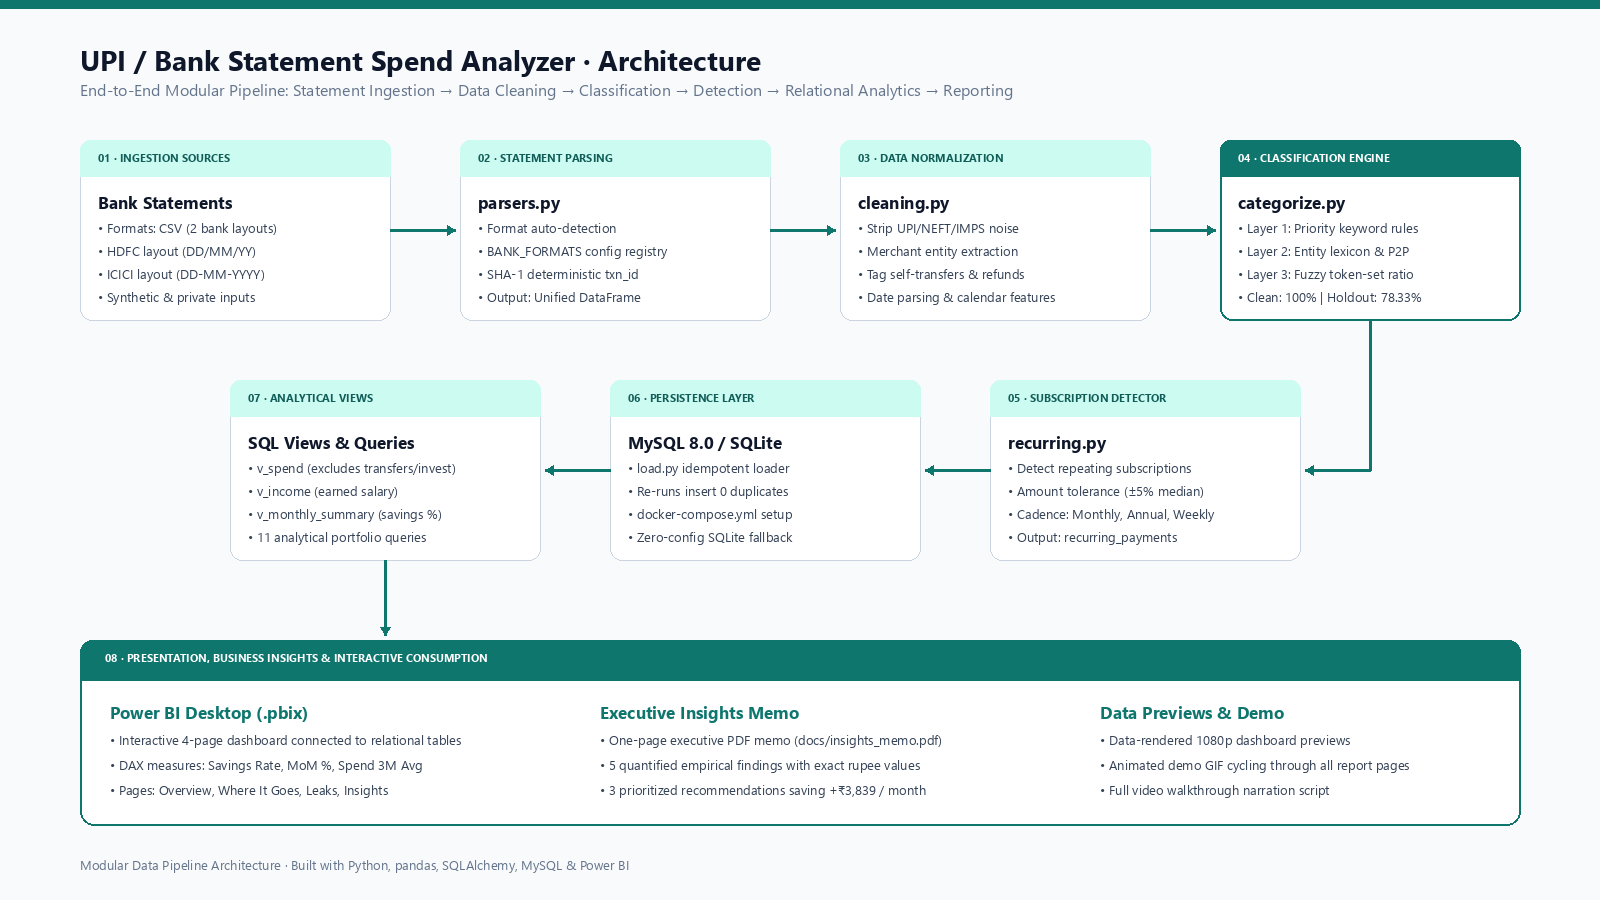 UPI / Bank Statement Spend Analyzer · Architecture
End-to-End Modular Pipeline: Statement Ingestion → Data Cleaning → Classification → Detection → Relational Analytics → Reporting
01 · INGESTION SOURCES
Bank Statements
• Formats: CSV (2 bank layouts)
• HDFC layout (DD/MM/YY)
• ICICI layout (DD-MM-YYYY)
• Synthetic & private inputs
02 · STATEMENT PARSING
parsers.py
• Format auto-detection
• BANK_FORMATS config registry
• SHA-1 deterministic txn_id
• Output: Unified DataFrame
03 · DATA NORMALIZATION
cleaning.py
• Strip UPI/NEFT/IMPS noise
• Merchant entity extraction
• Tag self-transfers & refunds
• Date parsing & calendar features
04 · CLASSIFICATION ENGINE
categorize.py
• Layer 1: Priority keyword rules
• Layer 2: Entity lexicon & P2P
• Layer 3: Fuzzy token-set ratio
• Clean: 100% | Holdout: 78.33%
07 · ANALYTICAL VIEWS
SQL Views & Queries
• v_spend (excludes transfers/invest)
• v_income (earned salary)
• v_monthly_summary (savings %)
• 11 analytical portfolio queries
06 · PERSISTENCE LAYER
MySQL 8.0 / SQLite
• load.py idempotent loader
• Re-runs insert 0 duplicates
• docker-compose.yml setup
• Zero-config SQLite fallback
05 · SUBSCRIPTION DETECTOR
recurring.py
• Detect repeating subscriptions
• Amount tolerance (±5% median)
• Cadence: Monthly, Annual, Weekly
• Output: recurring_payments
08 · PRESENTATION, BUSINESS INSIGHTS & INTERACTIVE CONSUMPTION
Power BI Desktop (.pbix)
• Interactive 4-page dashboard connected to relational tables
• DAX measures: Savings Rate, MoM %, Spend 3M Avg
• Pages: Overview, Where It Goes, Leaks, Insights
Executive Insights Memo
• One-page executive PDF memo (docs/insights_memo.pdf)
• 5 quantified empirical findings with exact rupee values
• 3 prioritized recommendations saving +₹3,839 / month
Data Previews & Demo
• Data-rendered 1080p dashboard previews
• Animated demo GIF cycling through all report pages
• Full video walkthrough narration script
Modular Data Pipeline Architecture · Built with Python, pandas, SQLAlchemy, MySQL & Power BI